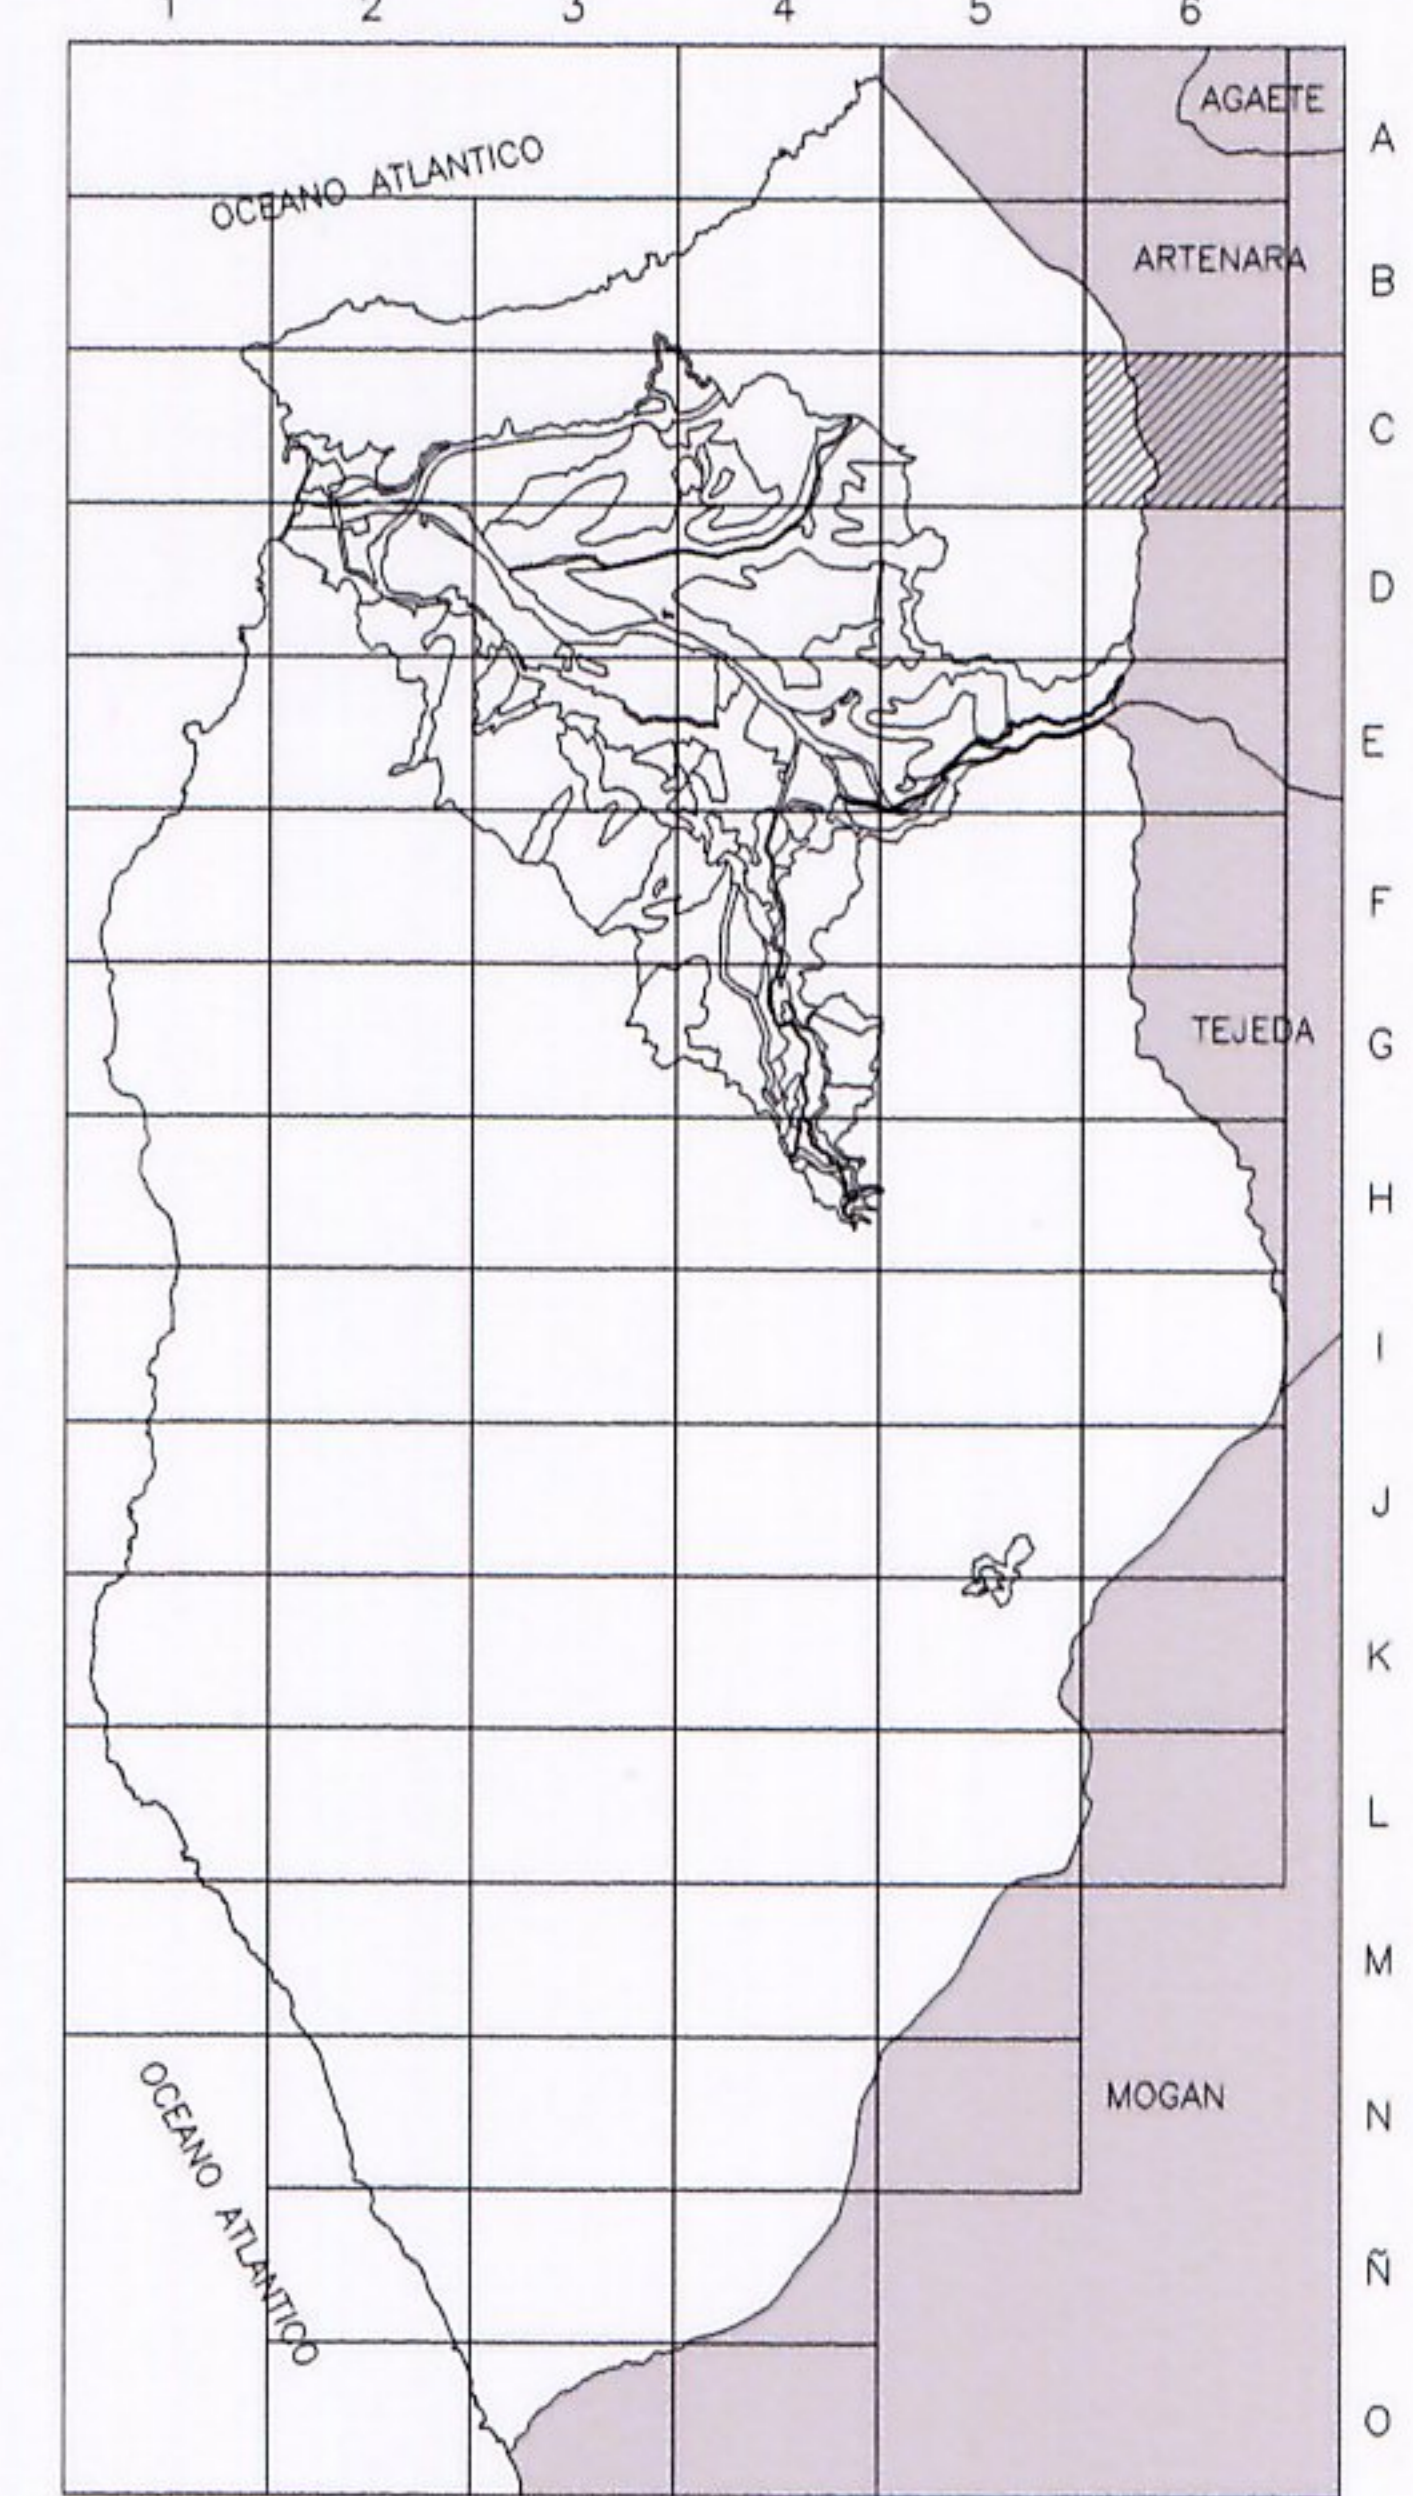 1 2 3 4 5 6
AGAETE
A
OCEANO ATLANTICO
ARTENARA
B
C
D
E
F
TEJEDA
G
H
I
J
K
L
M
MOGAN
N
OCEANO ATLANTICO
Ñ
O